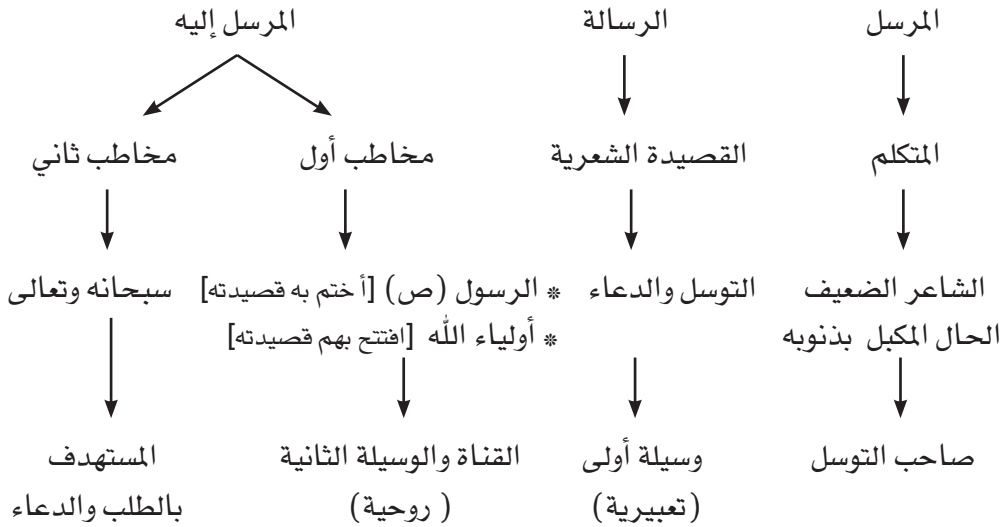 المرسل الرسالة المرسل إليه
المتكلم القصيدة الشعرية مخاطب أول مخاطب ثاني
الشاعر الضعيف التوسل والدعاء * الرسول (ص) [أ ختم به قصيدته] سبحانه وتعالى
الحال المكبل بذنوبه * أولياء الله [افتتح بهم قصيدته]
صاحب التوسل وسيلة أولى القناة والوسيلة الثانية المستهدف
(تعبيرية) ( روحية) بالطلب والدعاء